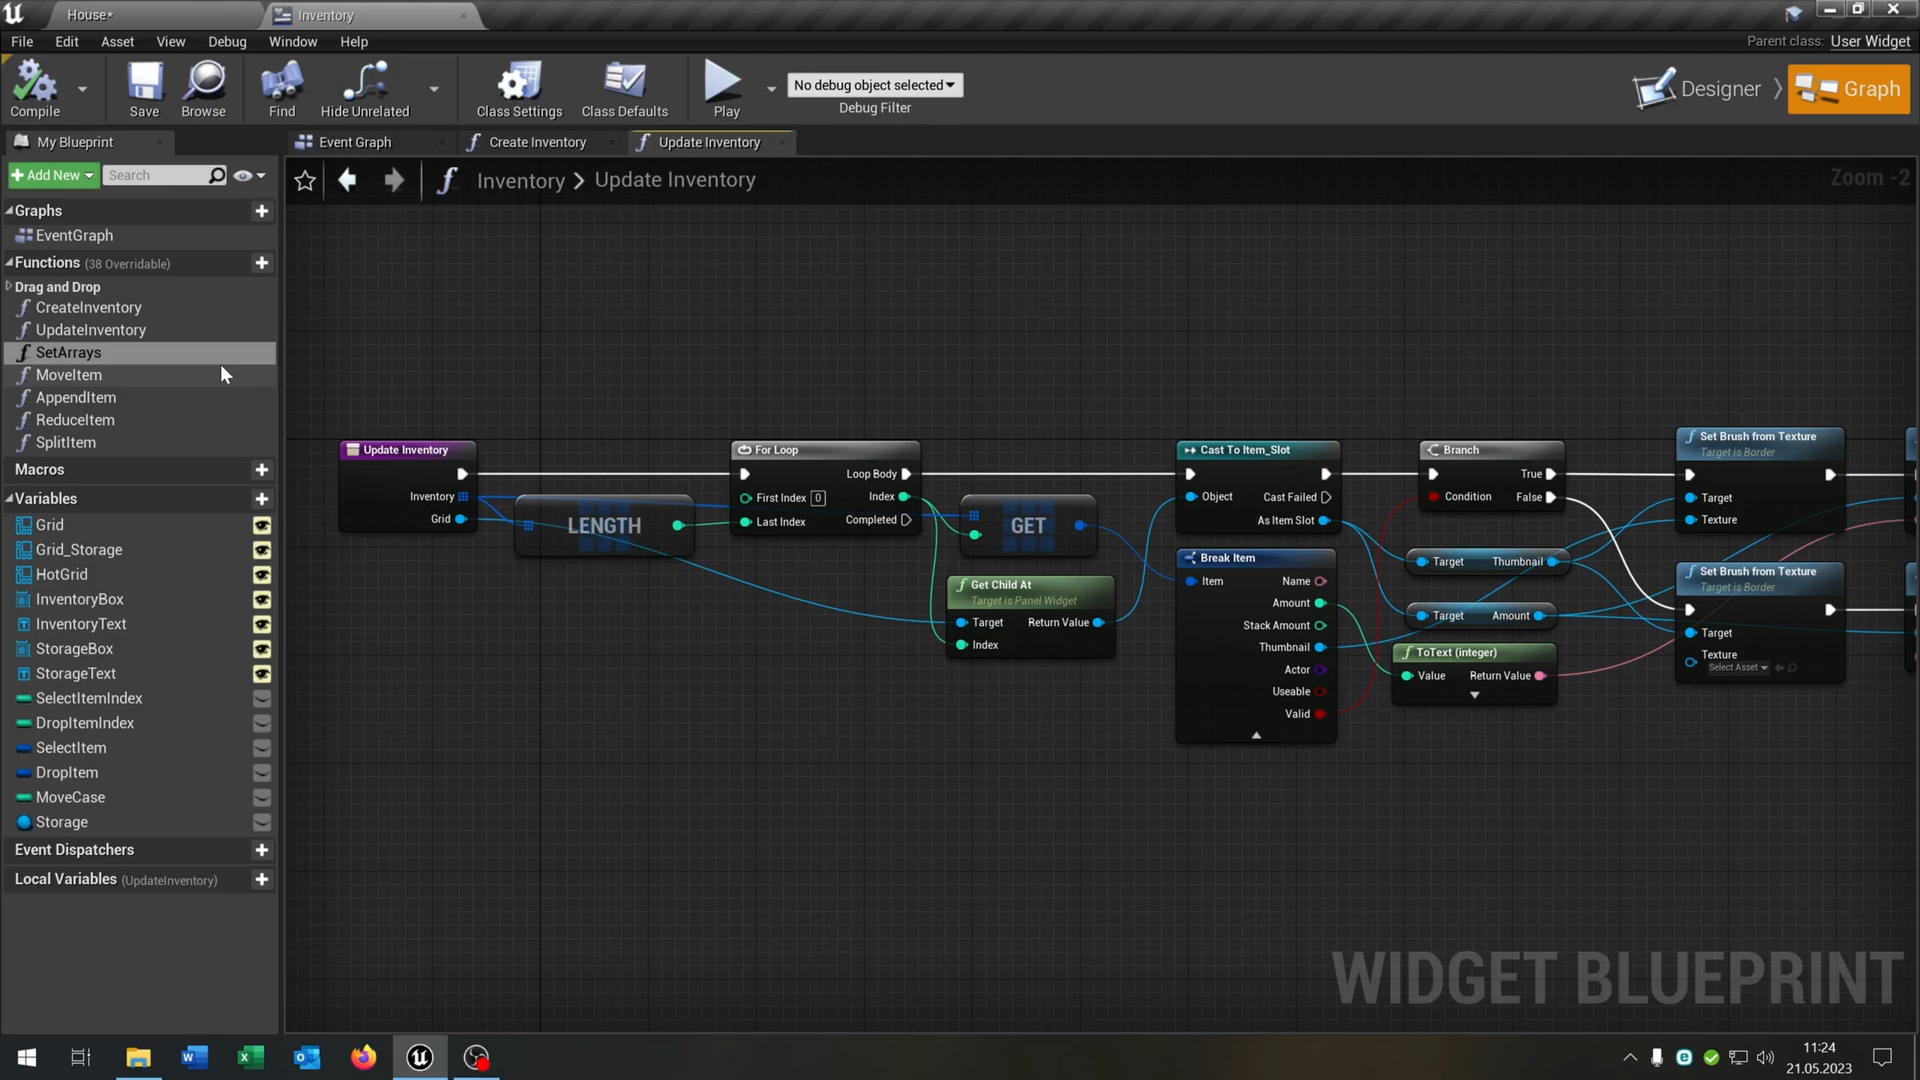 House*
Inventory
File Edit Asset View Debug Window Help
Parent class: User Widget
Compile
Save
Browse
Find
Hide Unrelated
Class Settings
Class Defaults
Play
No debug object selected
Debug Filter
Designer
Graph
My Blueprint
Event Graph
Create Inventory
Update Inventory
Add New
Search
Inventory > Update Inventory
Zoom -2
Graphs
EventGraph
Functions (38 Overridable)
Drag and Drop
CreateInventory
UpdateInventory
SetArrays
MoveItem
AppendItem
ReduceItem
SplitItem
Macros
Variables
Grid
Grid_Storage
HotGrid
InventoryBox
InventoryText
StorageBox
StorageText
SelectItemIndex
DropItemIndex
SelectItem
DropItem
MoveCase
Storage
Event Dispatchers
Local Variables (UpdateInventory)
Update Inventory
Inventory
Grid
LENGTH
For Loop
Loop Body
First Index 0
Index
Last Index
Completed
GET
Get Child At
Target is Panel Widget
Target
Return Value
Index
Cast To Item_Slot
Object
Cast Failed
As Item Slot
Break Item
Item
Name
Amount
Stack Amount
Thumbnail
Actor
Useable
Valid
Branch
True
Condition
False
Target Thumbnail
Target Amount
ToText (integer)
Value
Return Value
Set Brush from Texture
Target is Border
Target
Texture
Set Brush from Texture
Target is Border
Target
Texture
Select Asset
WIDGET BLUEPRINT
11:24
21.05.2023